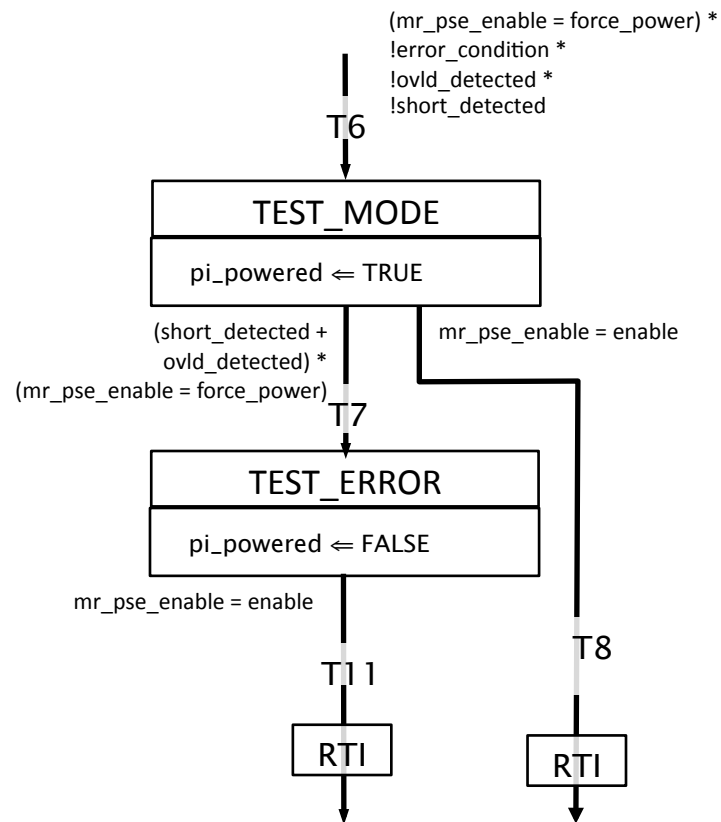 (mr_pse_enable = force_power) *
!error_condition *
!ovld_detected *
!short_detected
T6
TEST_MODE
pi_powered ⇐ TRUE
(short_detected +
ovld_detected) *
(mr_pse_enable = force_power)
mr_pse_enable = enable
T7
TEST_ERROR
pi_powered ⇐ FALSE
mr_pse_enable = enable
T8
T11
RTI
RTI